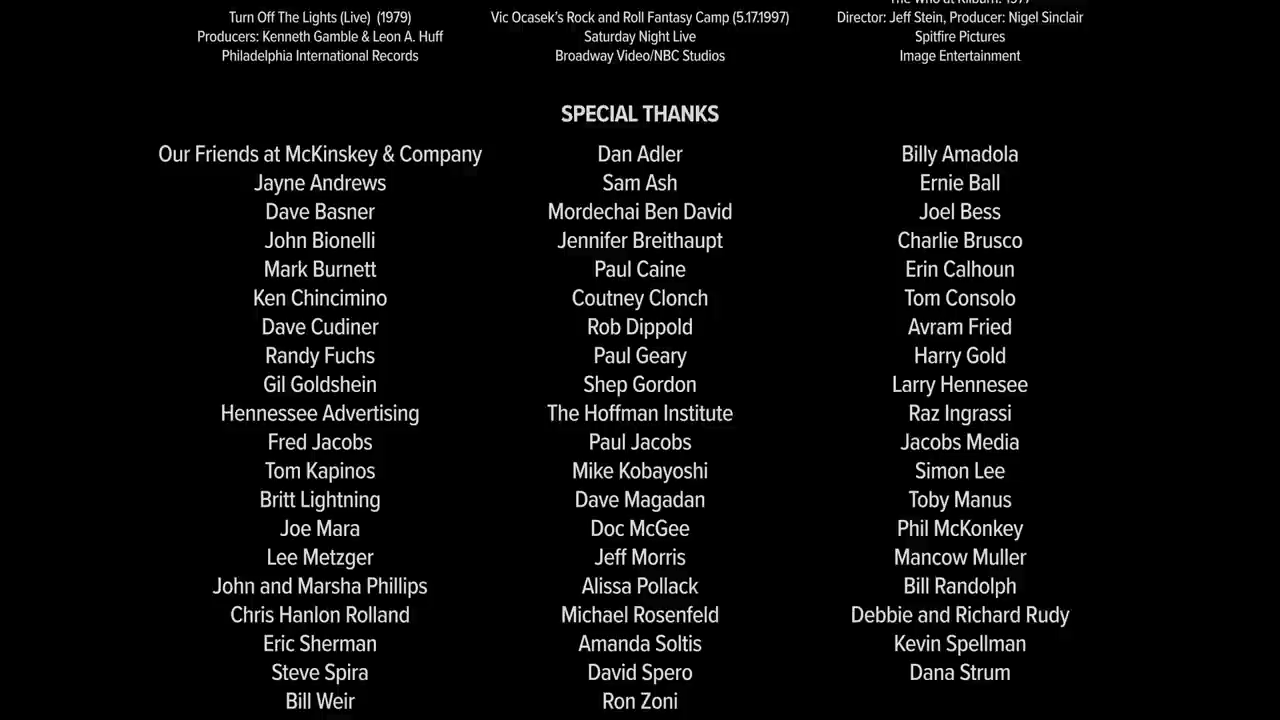 Turn Off The Lights (Live) (1979)
Producers: Kenneth Gamble & Leon A. Huff
Philadelphia International Records
Vic Ocasek's Rock and Roll Fantasy Camp (5.17.1997)
Saturday Night Live
Broadway Video/NBC Studios
The Who at Kilburn: 1977
Director: Jeff Stein, Producer: Nigel Sinclair
Spitfire Pictures
Image Entertainment
SPECIAL THANKS
Our Friends at McKinskey & Company
Jayne Andrews
Dave Basner
John Bionelli
Mark Burnett
Ken Chincimino
Dave Cudiner
Randy Fuchs
Gil Goldshein
Hennessee Advertising
Fred Jacobs
Tom Kapinos
Britt Lightning
Joe Mara
Lee Metzger
John and Marsha Phillips
Chris Hanlon Rolland
Eric Sherman
Steve Spira
Bill Weir
Dan Adler
Sam Ash
Mordechai Ben David
Jennifer Breithaupt
Paul Caine
Coutney Clonch
Rob Dippold
Paul Geary
Shep Gordon
The Hoffman Institute
Paul Jacobs
Mike Kobayoshi
Dave Magadan
Doc McGee
Jeff Morris
Alissa Pollack
Michael Rosenfeld
Amanda Soltis
David Spero
Ron Zoni
Billy Amadola
Ernie Ball
Joel Bess
Charlie Brusco
Erin Calhoun
Tom Consolo
Avram Fried
Harry Gold
Larry Hennesee
Raz Ingrassi
Jacobs Media
Simon Lee
Toby Manus
Phil McKonkey
Mancow Muller
Bill Randolph
Debbie and Richard Rudy
Kevin Spellman
Dana Strum